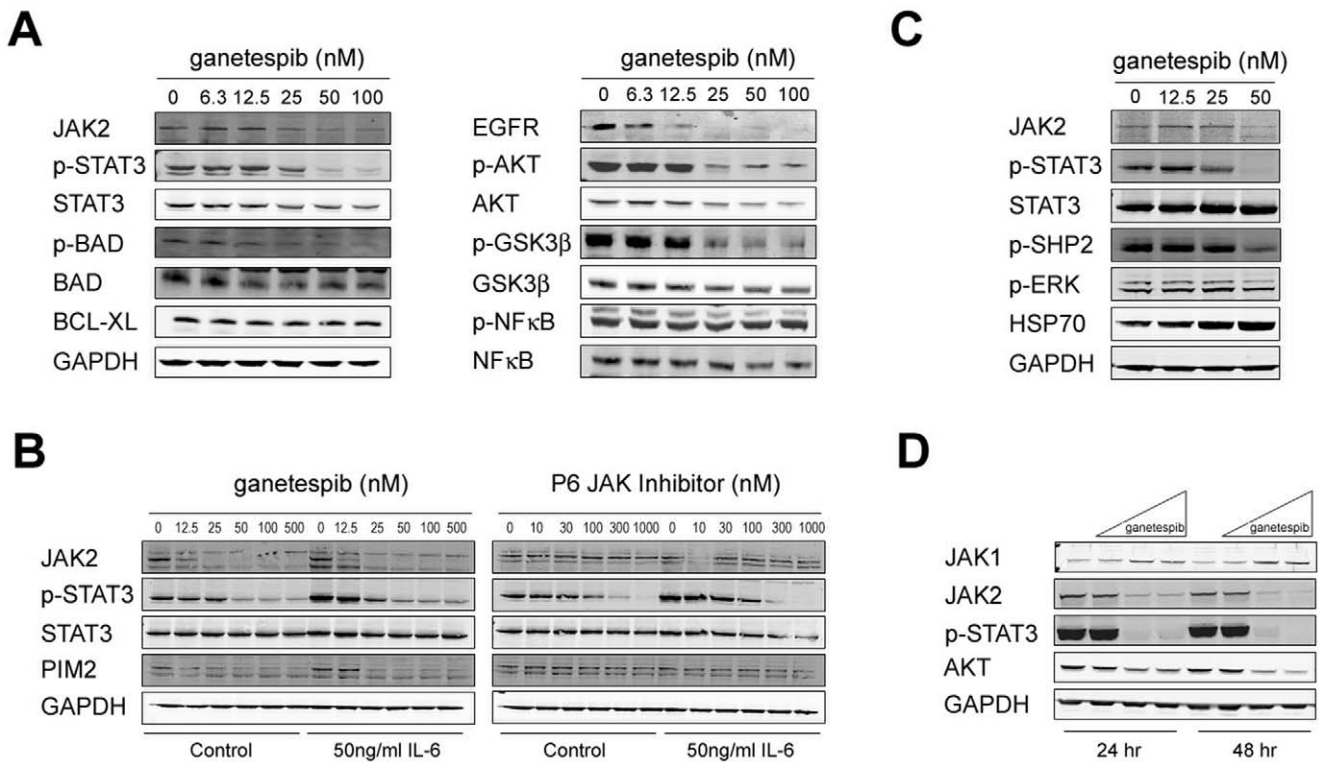 A
ganetespib (nM)
0 6.3 12.5 25 50 100
JAK2
p-STAT3
STAT3
p-BAD
BAD
BCL-XL
GAPDH
ganetespib (nM)
0 6.3 12.5 25 50 100
EGFR
p-AKT
AKT
p-GSK3β
GSK3β
p-NFκB
NFκB
C
ganetespib (nM)
0 12.5 25 50
JAK2
p-STAT3
STAT3
p-SHP2
p-ERK
HSP70
GAPDH
B
ganetespib (nM)
0 12.5 25 50 100 500 0 12.5 25 50 100 500
P6 JAK Inhibitor (nM)
0 10 30 100 300 1000 0 10 30 100 300 1000
JAK2
p-STAT3
STAT3
PIM2
GAPDH
Control 50ng/ml IL-6
Control 50ng/ml IL-6
D
ganetespib ganetespib
JAK1
JAK2
p-STAT3
AKT
GAPDH
24 hr 48 hr